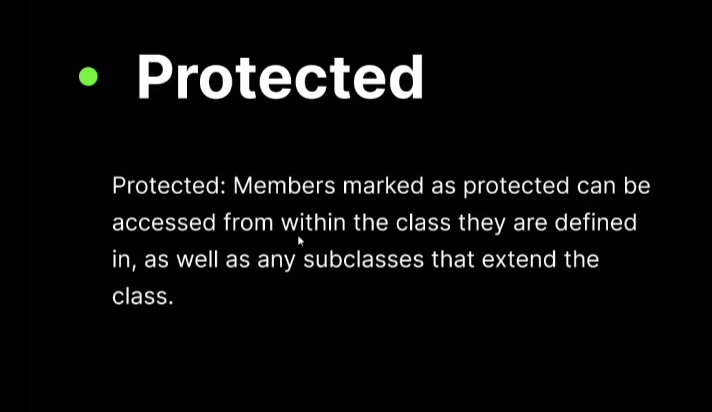 Protected
Protected: Members marked as protected can be
accessed from within the class they are defined
in, as well as any subclasses that extend the
class.